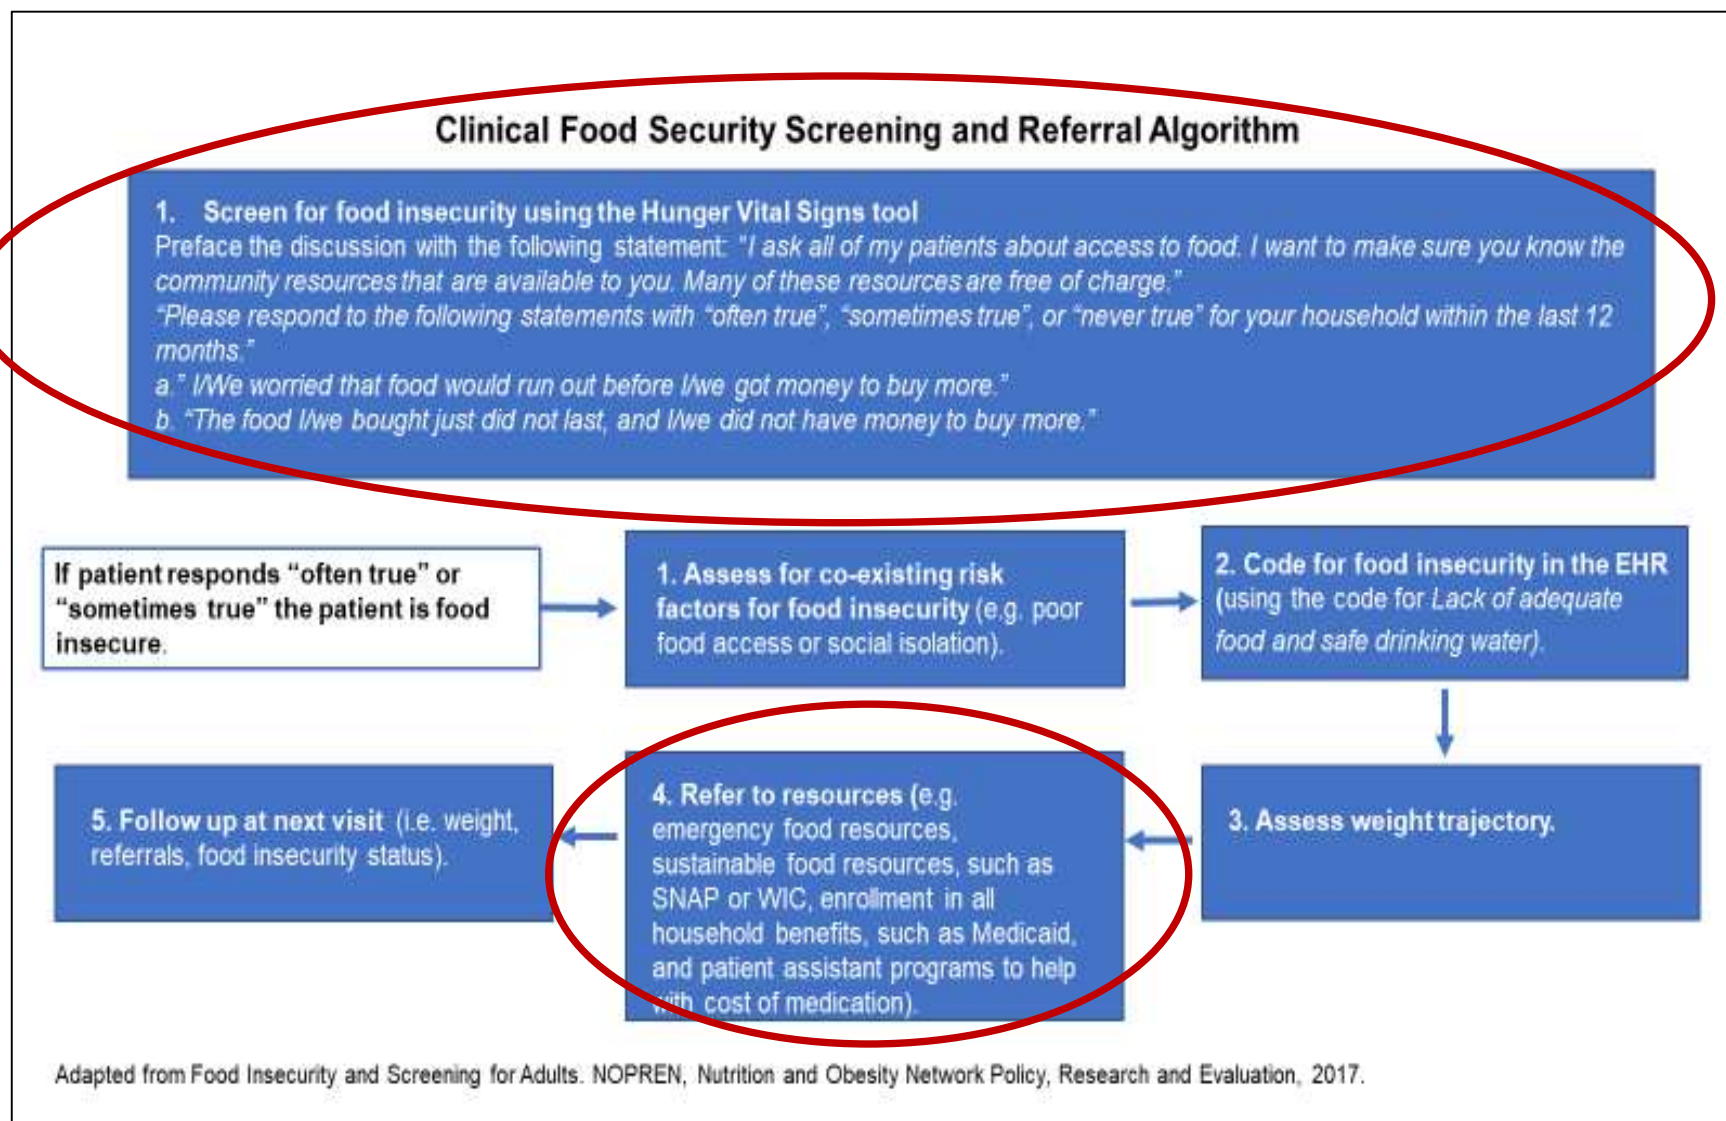 Clinical Food Security Screening and Referral Algorithm
1. Screen for food insecurity using the Hunger Vital Signs tool
Preface the discussion with the following statement: “I ask all of my patients about access to food. I want to make sure you know the
community resources that are available to you. Many of these resources are free of charge.”
“Please respond to the following statements with “often true”, “sometimes true”, or “never true” for your household within the last 12
months.”
a.” I/We worried that food would run out before I/we got money to buy more.”
b. “The food I/we bought just did not last, and I/we did not have money to buy more.”
If patient responds “often true” or
“sometimes true” the patient is food
insecure.
1. Assess for co-existing risk
factors for food insecurity (e.g. poor
food access or social isolation).
2. Code for food insecurity in the EHR
(using the code for Lack of adequate
food and safe drinking water).
3. Assess weight trajectory.
4. Refer to resources (e.g.
emergency food resources,
sustainable food resources, such as
SNAP or WIC, enrollment in all
household benefits, such as Medicaid,
and patient assistant programs to help
with cost of medication).
5. Follow up at next visit (i.e. weight,
referrals, food insecurity status).
Adapted from Food Insecurity and Screening for Adults. NOPREN, Nutrition and Obesity Network Policy, Research and Evaluation, 2017.